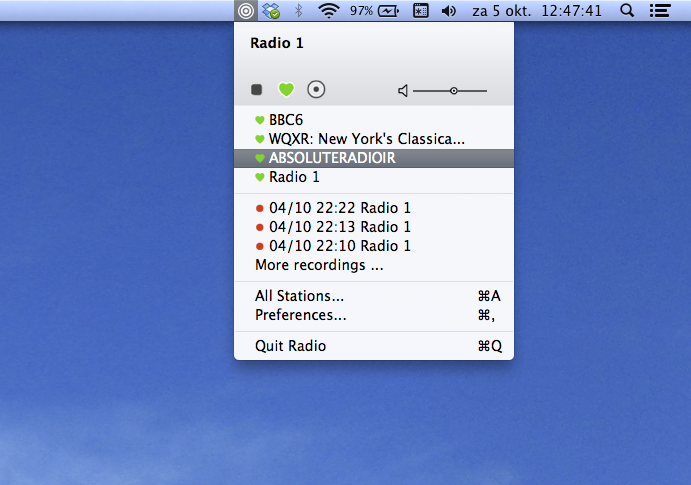 97% za 5 okt. 12:47:41
Radio 1
BBC6
WQXR: New York's Classica...
ABSOLUTERADIOIR
Radio 1
04/10 22:22 Radio 1
04/10 22:13 Radio 1
04/10 22:10 Radio 1
More recordings ...
All Stations... ⌘A
Preferences... ⌘,
Quit Radio ⌘Q